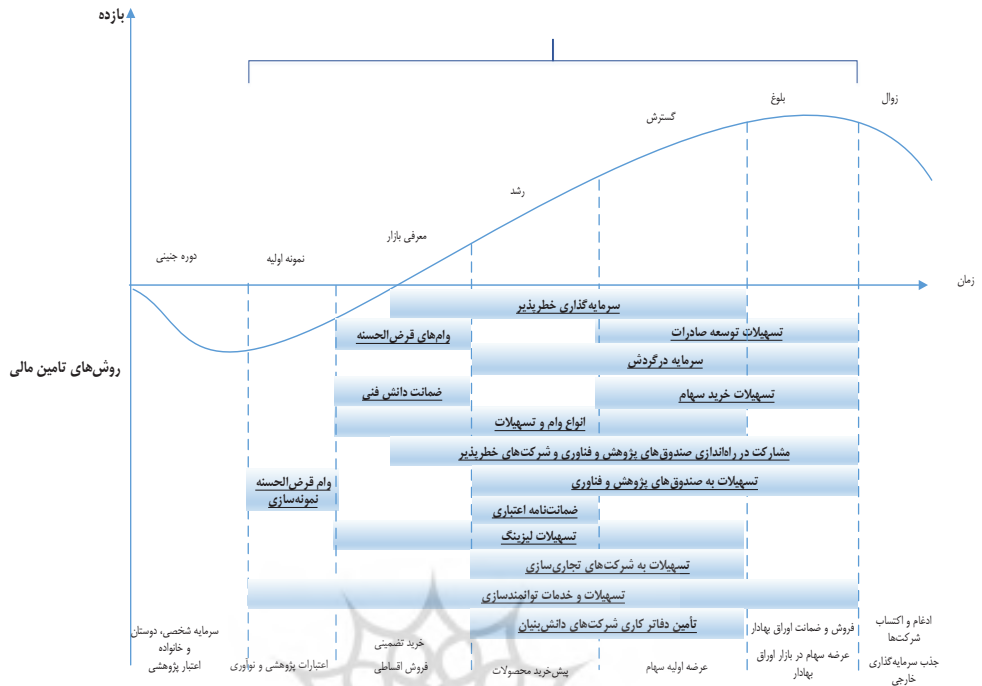 بازده
زوال
بلوغ
گسترش
رشد
معرفی بازار
نمونه اولیه
دوره جنینی
زمان
روش‌های تامین مالی
سرمایه‌گذاری خطرپذیر
تسهیلات توسعه صادرات
وام‌های قرض‌الحسنه
سرمایه درگردش
تسهیلات خرید سهام
ضمانت دانش فنی
انواع وام و تسهیلات
مشارکت در راه‌اندازی صندوق‌های پژوهش و فناوری و شرکت‌های خطرپذیر
تسهیلات به صندوق‌های پژوهش و فناوری
وام قرض‌الحسنه
نمونه‌سازی
ضمانت‌نامه اعتباری
تسهیلات لیزینگ
تسهیلات به شرکت‌های تجاری‌سازی
تسهیلات و خدمات توانمندسازی
تأمین دفاتر کاری شرکت‌های دانش‌بنیان
ادغام و اکتساب
شرکت‌ها
جذب سرمایه‌گذاری
خارجی
فروش و ضمانت اوراق بهادار
عرضه سهام در بازار اوراق
بهادار
عرضه اولیه سهام
پیش‌خرید محصولات
خرید تضمینی
فروش اقساطی
اعتبارات پژوهشی و نوآوری
سرمایه شخصی، دوستان
و خانواده
اعتبار پژوهشی